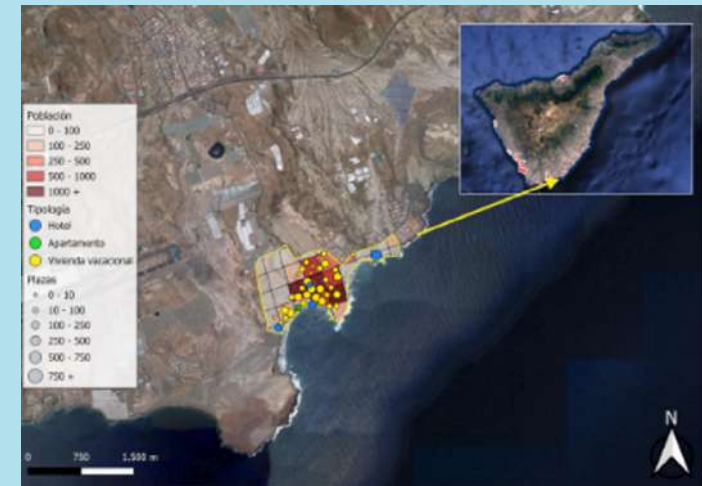 Población
0 - 100
100 - 250
250 - 500
500 - 1000
1000 +
Tipología
Hotel
Apartamento
Vivienda vacacional
Plazas
0 - 10
10 - 100
100 - 250
250 - 500
500 - 750
750 +
0 750 1.500 m
N